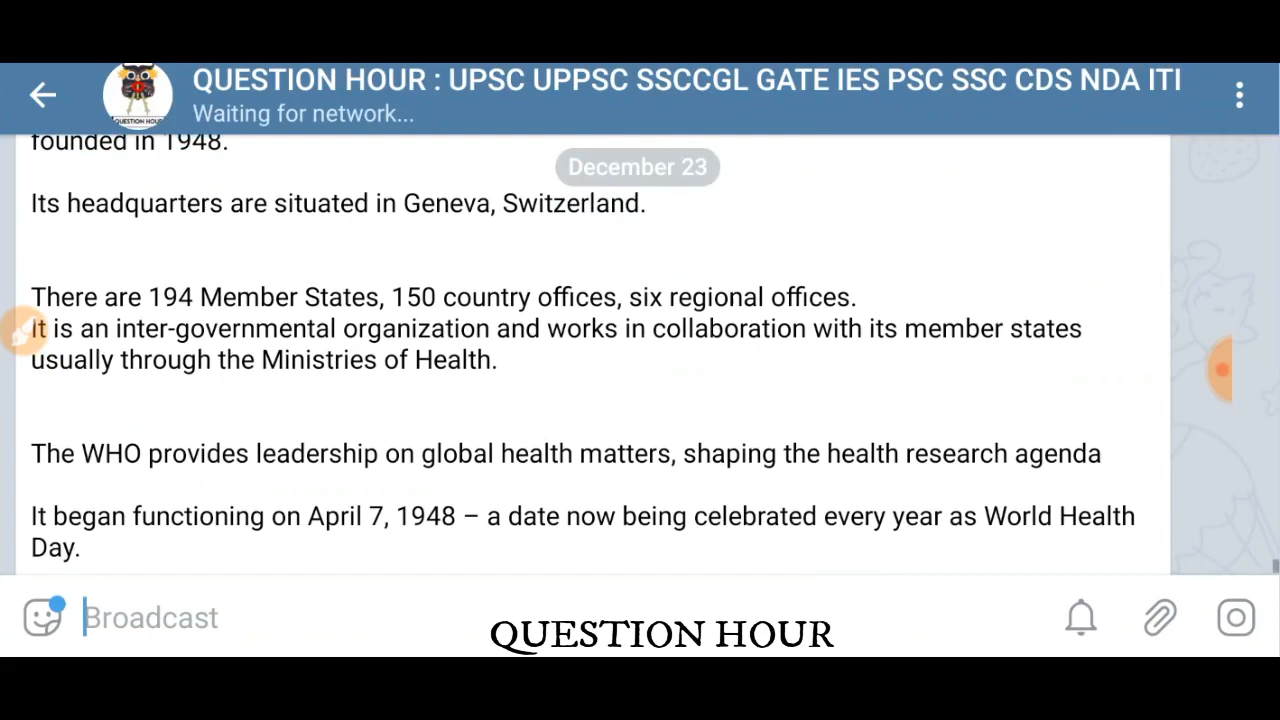 QUESTION HOUR : UPSC UPPSC SSCCGL GATE IES PSC SSC CDS NDA ITI
Waiting for network...
QUESTION HOUR
founded in 1948.
December 23
Its headquarters are situated in Geneva, Switzerland.
There are 194 Member States, 150 country offices, six regional offices.
It is an inter-governmental organization and works in collaboration with its member states
usually through the Ministries of Health.
The WHO provides leadership on global health matters, shaping the health research agenda
It began functioning on April 7, 1948 – a date now being celebrated every year as World Health
Day.
Broadcast
QUESTION HOUR